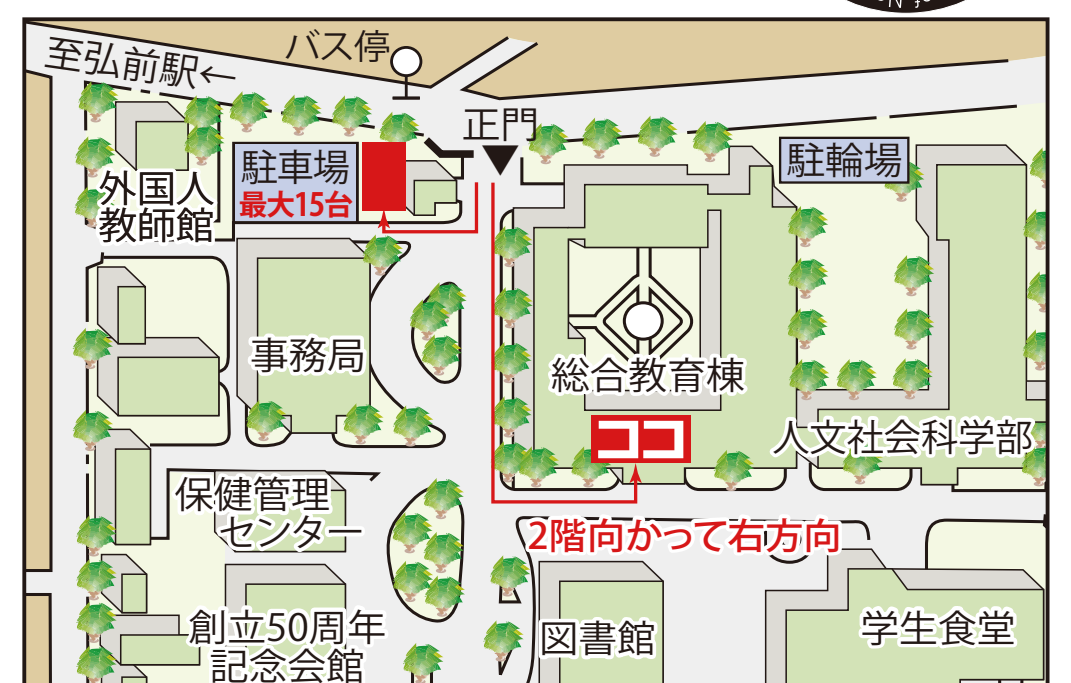 バス停
至弘前駅←
正門
駐車場
最大15台
駐輪場
外国人
教師館
事務局
総合教育棟
ココ
人文社会科学部
保健管理
センター
2階向かって右方向
創立50周年
記念会館
図書館
学生食堂